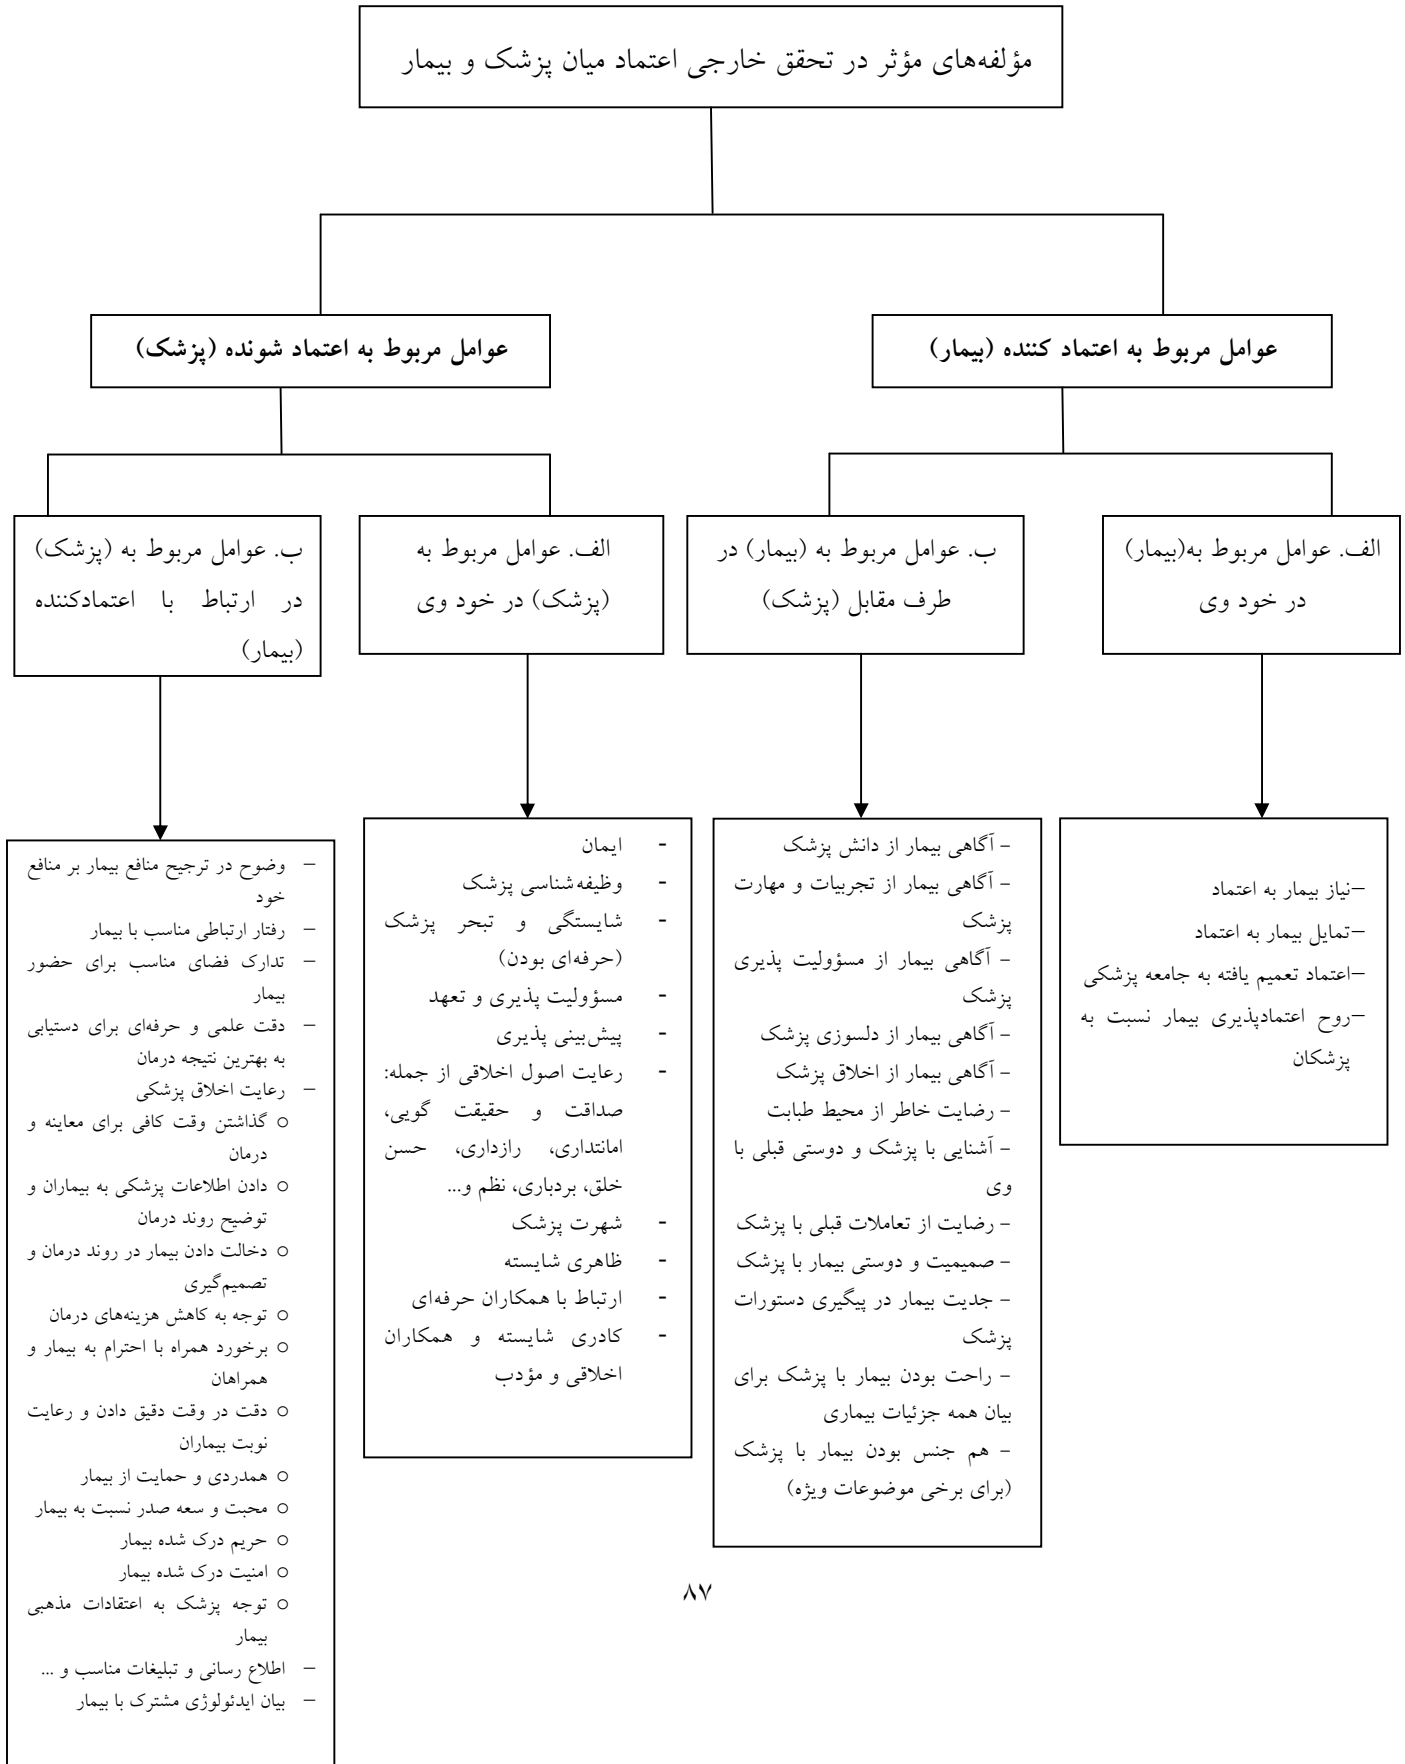 مؤلفه‌های مؤثر در تحقق خارجی اعتماد میان پزشک و بیمار
عوامل مربوط به اعتماد کننده (بیمار)
عوامل مربوط به اعتماد شونده (پزشک)
الف. عوامل مربوط به(بیمار)
در خود وی
ب. عوامل مربوط به (بیمار) در
طرف مقابل (پزشک)
الف. عوامل مربوط به
(پزشک) در خود وی
ب. عوامل مربوط به (پزشک)
در ارتباط با اعتمادکننده
(بیمار)
–نیاز بیمار به اعتماد
–تمایل بیمار به اعتماد
–اعتماد تعمیم یافته به جامعه پزشکی
–روح اعتمادپذیری بیمار نسبت به
پزشکان
- آگاهی بیمار از دانش پزشک
- آگاهی بیمار از تجربیات و مهارت
پزشک
- آگاهی بیمار از مسؤولیت پذیری
پزشک
- آگاهی بیمار از دلسوزی پزشک
- آگاهی بیمار از اخلاق پزشک
- رضایت خاطر از محیط طبابت
- آشنایی با پزشک و دوستی قبلی با
وی
- رضایت از تعاملات قبلی با پزشک
- صمیمیت و دوستی بیمار با پزشک
- جدیت بیمار در پیگیری دستورات
پزشک
- راحت بودن بیمار با پزشک برای
بیان همه جزئیات بیماری
- هم جنس بودن بیمار با پزشک
(برای برخی موضوعات ویژه)
- ایمان
- وظیفه‌شناسی پزشک
- شایستگی و تبحر پزشک
(حرفه‌ای بودن)
- مسؤولیت پذیری و تعهد
- پیش‌بینی پذیری
- رعایت اصول اخلاقی از جمله:
صداقت و حقیقت گویی،
امانتداری، رازداری، حسن
خلق، بردباری، نظم و...
- شهرت پزشک
- ظاهری شایسته
- ارتباط با همکاران حرفه‌ای
- کادری شایسته و همکاران
اخلاقی و مؤدب
– وضوح در ترجیح منافع بیمار بر منافع
خود
– رفتار ارتباطی مناسب با بیمار
– تدارک فضای مناسب برای حضور
بیمار
– دقت علمی و حرفه‌ای برای دستیابی
به بهترین نتیجه درمان
– رعایت اخلاق پزشکی
o گذاشتن وقت کافی برای معاینه و
درمان
o دادن اطلاعات پزشکی به بیماران و
توضیح روند درمان
o دخالت دادن بیمار در روند درمان و
تصمیم‌گیری
o توجه به کاهش هزینه‌های درمان
o برخورد همراه با احترام به بیمار و
همراهان
o دقت در وقت دقیق دادن و رعایت
نوبت بیماران
o همدردی و حمایت از بیمار
o محبت و سعه صدر نسبت به بیمار
o حریم درک شده بیمار
o امنیت درک شده بیمار
o توجه پزشک به اعتقادات مذهبی
بیمار
– اطلاع رسانی و تبلیغات مناسب و ...
– بیان ایدئولوژی مشترک با بیمار
۸۷